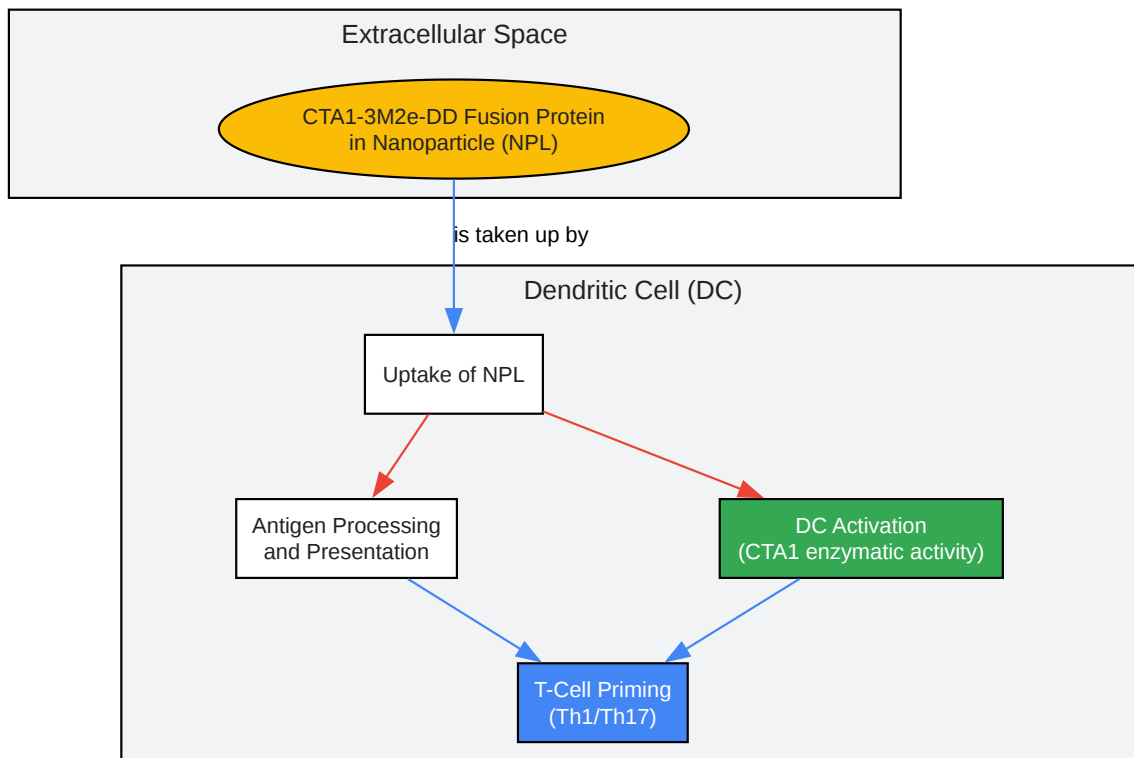 Extracellular Space
CTA1-3M2e-DD Fusion Protein
in Nanoparticle (NPL)
is taken up by
Dendritic Cell (DC)
Uptake of NPL
Antigen Processing
and Presentation
DC Activation
(CTA1 enzymatic activity)
T-Cell Priming
(Th1/Th17)